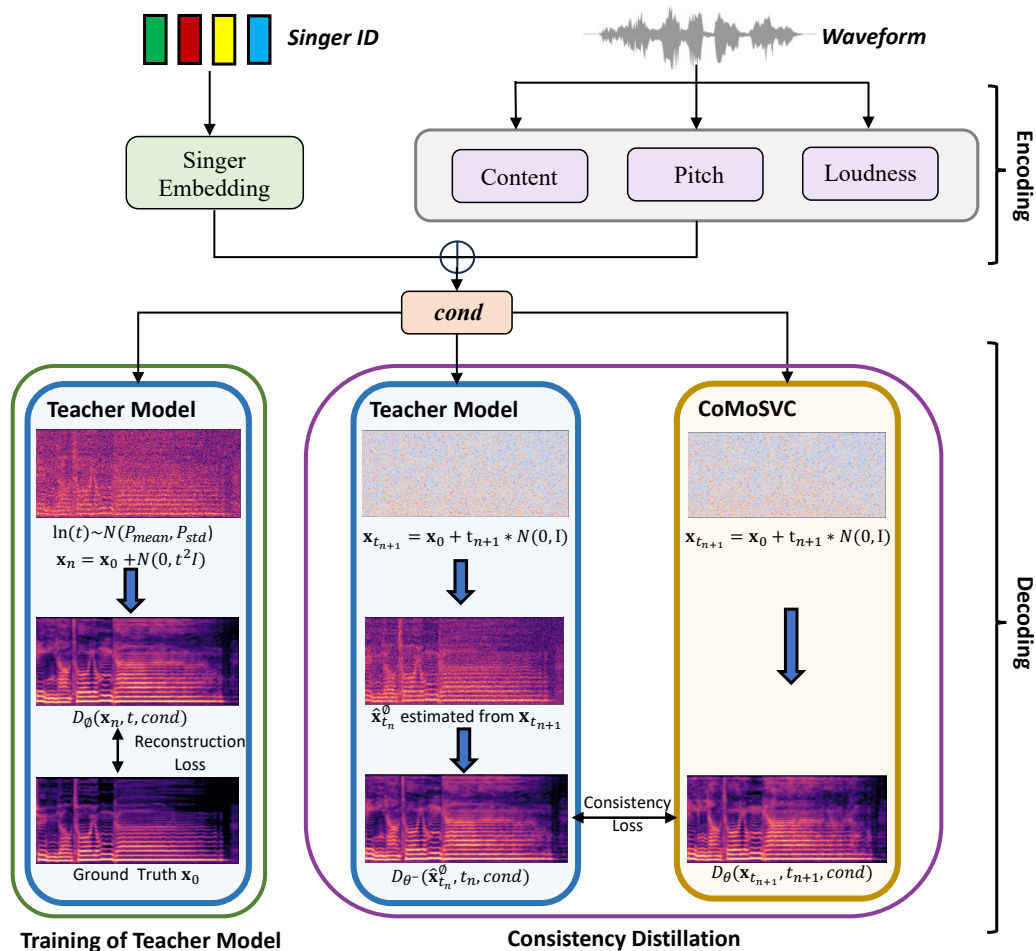 Singer ID
Waveform
Singer
Embedding
Content
Pitch
Loudness
Encoding
cond
Teacher Model
ln(t)~N(P_mean, P_std)
𝐱_n = 𝐱_0 +N(0, t²I)
D_∅(𝐱_n, t, cond)
Reconstruction
Loss
Ground Truth 𝐱_0
Training of Teacher Model
Teacher Model
𝐱_{t_{n+1}} = 𝐱_0 + t_{n+1} * N(0, I)
𝐱̂^∅_{t_n} estimated from 𝐱_{t_{n+1}}
D_{θ⁻}(𝐱̂^∅_{t_n}, t_n, cond)
Consistency
Loss
CoMoSVC
𝐱_{t_{n+1}} = 𝐱_0 + t_{n+1} * N(0, I)
D_θ(𝐱_{t_{n+1}}, t_{n+1}, cond)
Consistency Distillation
Decoding